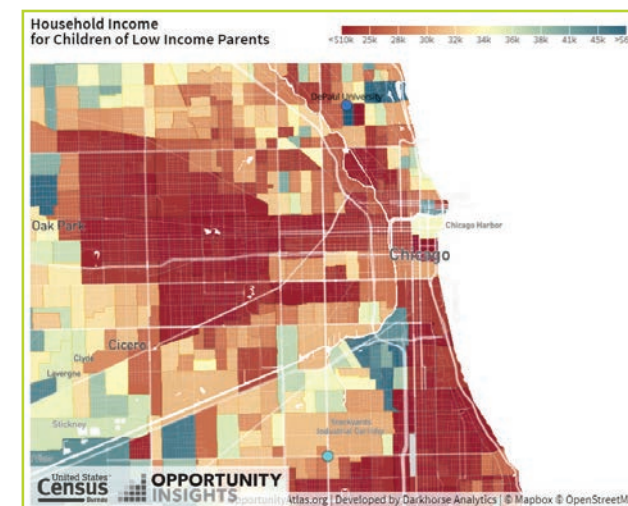 Household Income
for Children of Low Income Parents
<$10k 25k 28k 30k 32k 34k 36k 38k 41k 45k
DePaul University
Oak Park
Chicago Harbor
Chicago
Cicero
Clyde
Lavergne
Stickney
Stockyards
Industrial Corridor
United States®
Census
Bureau
OPPORTUNITY
INSIGHTS
Atlas.org | Developed by Darkhorse Analytics | © Mapbox © OpenStreetM